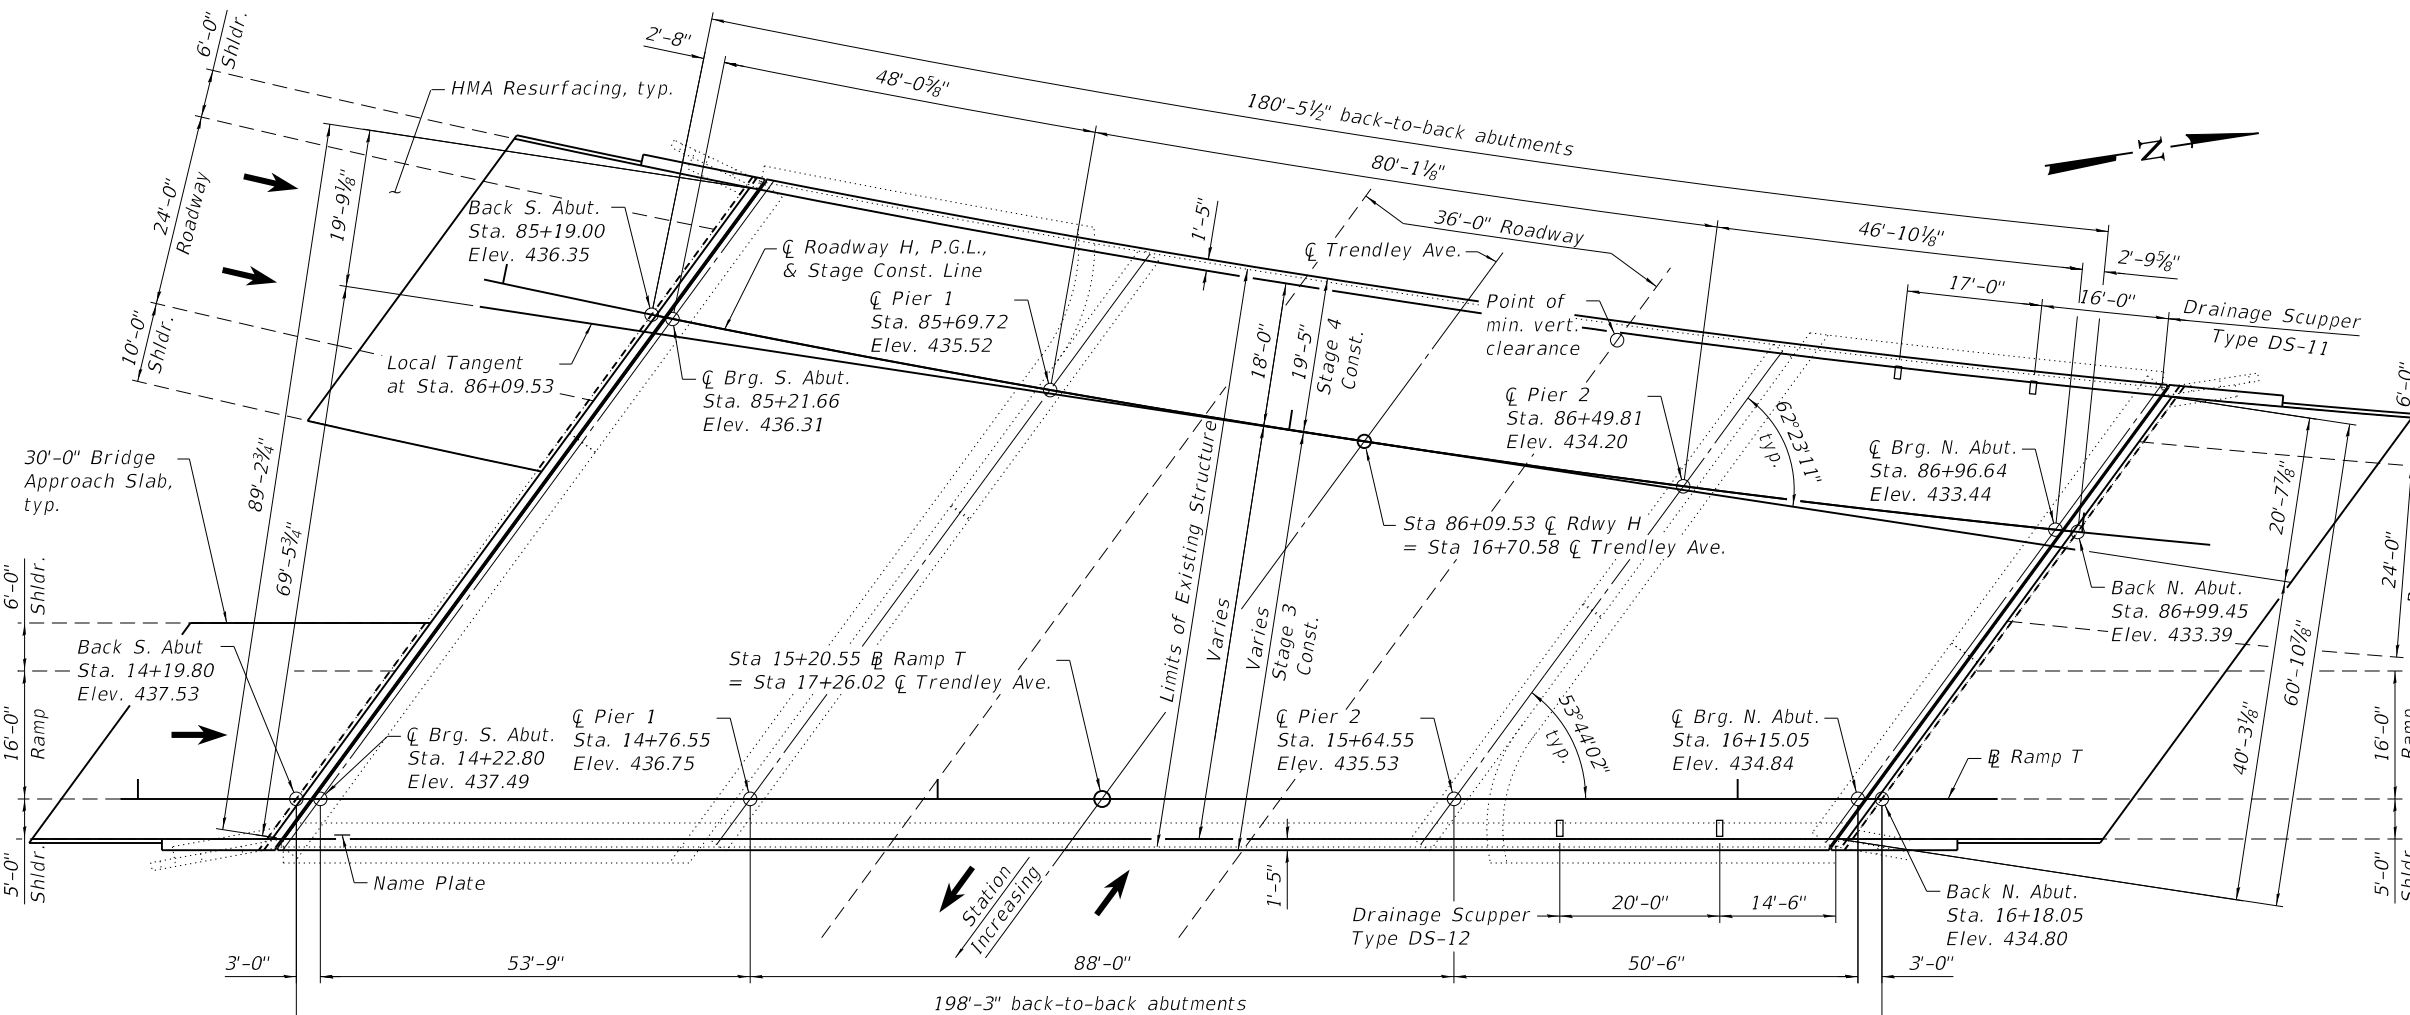 6'-0"
Shldr.
2'-8"
48'-0⅝"
180'-5½" back-to-back abutments
HMA Resurfacing, typ.
80'-1⅛"
N
24'-0"
Roadway
19'-9⅛"
Back S. Abut.
Sta. 85+19.00
Elev. 436.35
1'-5"
36'-0" Roadway
46'-10⅛"
2'-9⅝"
℄ Roadway H, P.G.L.,
& Stage Const. Line
℄ Trendley Ave.
17'-0"
16'-0"
Drainage Scupper
Type DS-11
℄ Pier 1
Sta. 85+69.72
Elev. 435.52
Point of
min. vert.
clearance
10'-0"
Shldr.
18'-0"
19'-5"
Stage 4
Const.
Local Tangent
at Sta. 86+09.53
℄ Brg. S. Abut.
Sta. 85+21.66
Elev. 436.31
℄ Pier 2
Sta. 86+49.81
Elev. 434.20
62°23'11"
typ.
6'-0"
℄ Brg. N. Abut.
Sta. 86+96.64
Elev. 433.44
30'-0" Bridge
Approach Slab,
typ.
89'-2¾"
69'-5¾"
20'-7⅞"
24'-0"
Sta 86+09.53 ℄ Rdwy H
= Sta 16+70.58 ℄ Trendley Ave.
Limits of Existing Structure
Varies
Varies
Stage 3
Const.
Back N. Abut.
Sta. 86+99.45
Elev. 433.39
6'-0"
Shldr.
Back S. Abut
Sta. 14+19.80
Elev. 437.53
Sta 15+20.55 ⅊ Ramp T
= Sta 17+26.02 ℄ Trendley Ave.
60'-10⅞"
16'-0"
Ramp
℄ Brg. S. Abut.
Sta. 14+22.80
Elev. 437.49
℄ Pier 1
Sta. 14+76.55
Elev. 436.75
℄ Pier 2
Sta. 15+64.55
Elev. 435.53
53°44'02"
typ.
℄ Brg. N. Abut.
Sta. 16+15.05
Elev. 434.84
⅊ Ramp T
40'-3⅛"
16'-0"
Ramp
5'-0"
Shldr.
Name Plate
Station
Increasing
1'-5"
Drainage Scupper
Type DS-12
20'-0"
14'-6"
Back N. Abut.
Sta. 16+18.05
Elev. 434.80
5'-0"
Shldr.
3'-0"
53'-9"
88'-0"
50'-6"
3'-0"
198'-3" back-to-back abutments